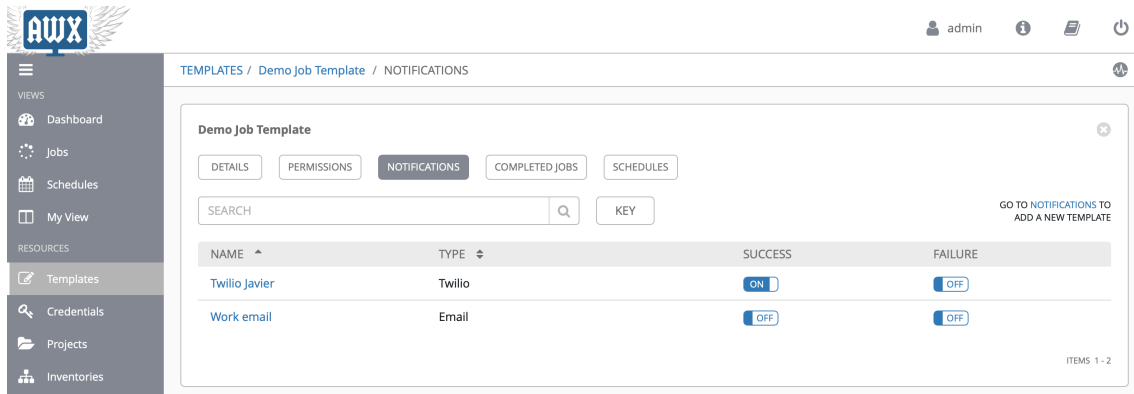 AWX
admin
TEMPLATES / Demo Job Template / NOTIFICATIONS
VIEWS
Dashboard
Jobs
Schedules
My View
RESOURCES
Templates
Credentials
Projects
Inventories
Demo Job Template
DETAILS PERMISSIONS NOTIFICATIONS COMPLETED JOBS SCHEDULES
SEARCH KEY
GO TO NOTIFICATIONS TO
ADD A NEW TEMPLATE
NAME TYPE SUCCESS FAILURE
Twilio Javier Twilio ON OFF
Work email Email OFF OFF
ITEMS 1 - 2